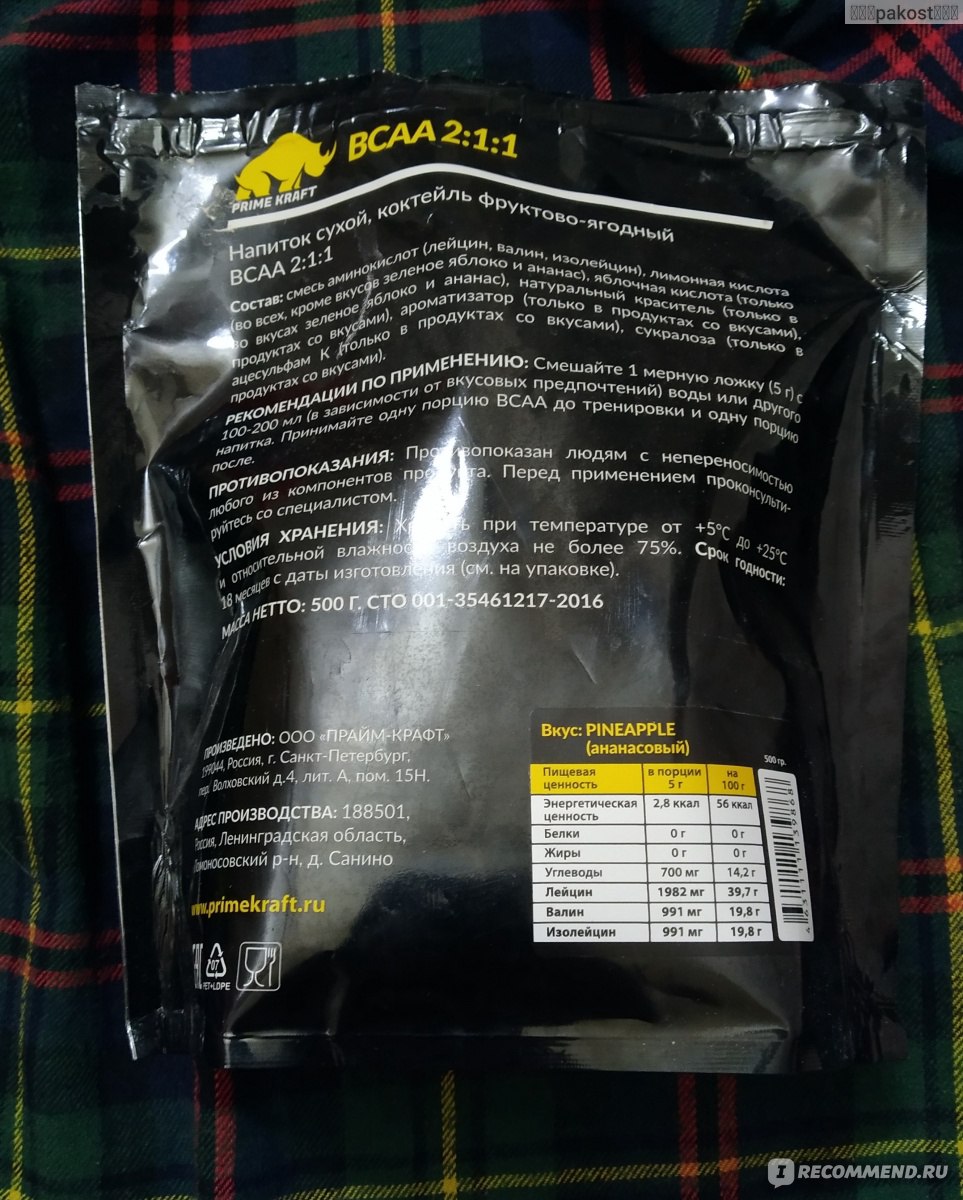 pakost
BCAA 2:1:1
PRIME KRAFT
Напиток сухой, коктейль фруктово-ягодный
BCAA 2:1:1
Состав: смесь аминокислот (лейцин, валин, изолейцин), лимонная кислота
(во всех, кроме вкусов зеленое яблоко и ананас), яблочная кислота (только
во вкусах зеленое яблоко и ананас), натуральный краситель (только в
продуктах со вкусами), ароматизатор (только в продуктах со вкусами),
ацесульфам К (только в продуктах со вкусами), сукралоза (только в
продуктах со вкусами).
РЕКОМЕНДАЦИИ ПО ПРИМЕНЕНИЮ: Смешайте 1 мерную ложку (5 г) с
100-200 мл (в зависимости от вкусовых предпочтений) воды или другого
напитка. Принимайте одну порцию BCAA до тренировки и одну порцию
после.
ПРОТИВОПОКАЗАНИЯ: Противопоказан людям с непереносимостью
любого из компонентов продукта. Перед применением проконсульти-
руйтесь со специалистом.
УСЛОВИЯ ХРАНЕНИЯ: Хранить при температуре от +5°C до +25°C
и относительной влажности воздуха не более 75%. Срок годности:
18 месяцев с даты изготовления (см. на упаковке).
МАССА НЕТТО: 500 Г. СТО 001-35461217-2016
ПРОИЗВЕДЕНО: ООО «ПРАЙМ-КРАФТ»
199044, Россия, г. Санкт-Петербург,
пер. Волховский д.4, лит. А, пом. 15Н.
АДРЕС ПРОИЗВОДСТВА: 188501,
Россия, Ленинградская область,
Ломоносовский р-н, д. Санино
www.primekraft.ru
EAC
07
PET+LDPE
Вкус: PINEAPPLE
(ананасовый)
500 гр.
Пищевая ценность в порции 5 г на 100 г
Энергетическая ценность 2,8 ккал 56 ккал
Белки 0 г 0 г
Жиры 0 г 0 г
Углеводы 700 мг 14,2 г
Лейцин 1982 мг 39,7 г
Валин 991 мг 19,8 г
Изолейцин 991 мг 19,8 г
I RECOMMEND.RU